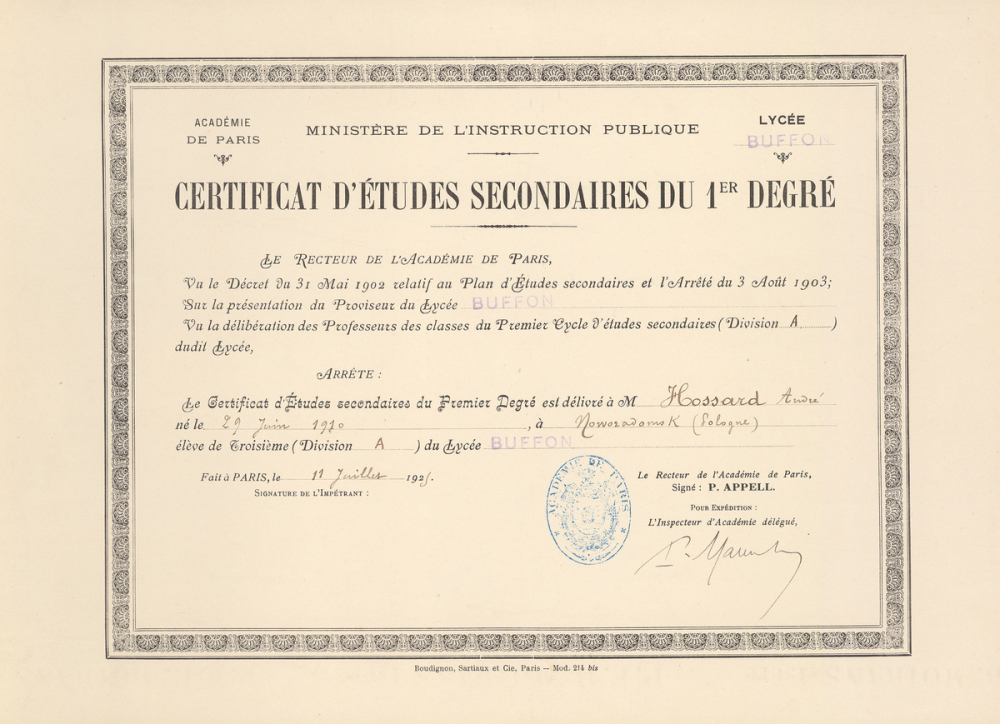 ACADÉMIE
DE PARIS
MINISTÈRE DE L'INSTRUCTION PUBLIQUE
LYCÉE
BUFFON
CERTIFICAT D'ÉTUDES SECONDAIRES DU 1ER DEGRÉ
LE RECTEUR DE L'ACADÉMIE DE PARIS,
Vu le Décret du 31 Mai 1902 relatif au Plan d'Études secondaires et l'Arrêté du 3 Août 1903;
Sur la présentation du Proviseur du Lycée BUFFON
Vu la délibération des Professeurs des classes du Premier Cycle d'études secondaires (Division A )
dudit Lycée,
ARRÊTE :
Le Certificat d'Études secondaires du Premier Degré est délivré à M Hossard André
né le 29 Juin 1910, à Noworadomsk (Pologne)
élève de Troisième (Division A ) du Lycée BUFFON
Fait à PARIS, le 11 Juillet 192
SIGNATURE DE L'IMPÉTRANT :
ACADÉMIE DE PARIS
Le Recteur de l'Académie de Paris,
Signé : P. APPELL.
POUR EXPÉDITION :
L'Inspecteur d'Académie délégué,
Boudignon, Sartiaux et Cie, Paris — Mod. 214 bis